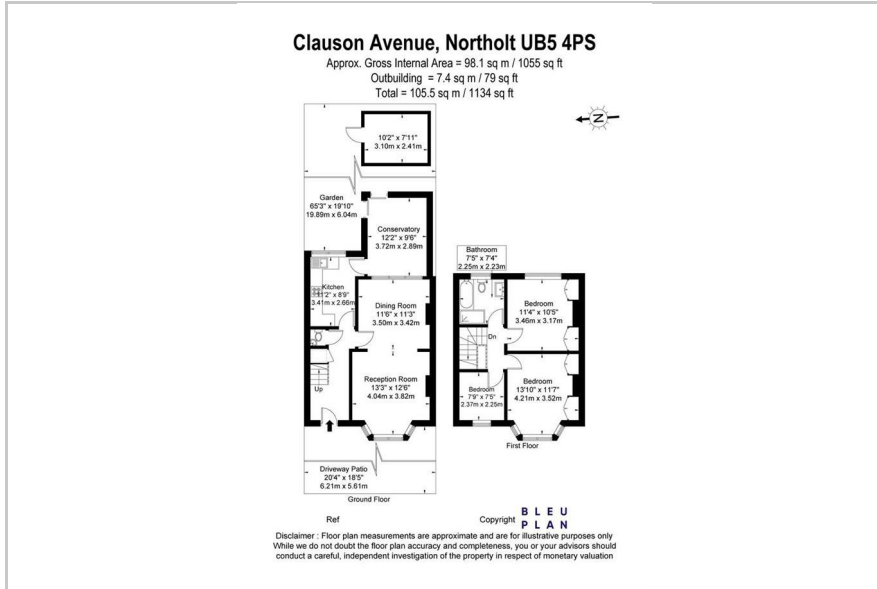 Clauson Avenue, Northolt UB5 4PS
Approx. Gross Internal Area = 98.1 sq m / 1055 sq ft
Outbuilding = 7.4 sq m / 79 sq ft
Total = 105.5 sq m / 1134 sq ft
N
10'2" x 7'11"
3.10m x 2.41m
Garden
65'3" x 19'10"
19.89m x 6.04m
Conservatory
12'2" x 9'6"
3.72m x 2.89m
Kitchen
11'2" x 8'9"
3.41m x 2.66m
Dining Room
11'6" x 11'3"
3.50m x 3.42m
Up
Reception Room
13'3" x 12'6"
4.04m x 3.82m
Driveway Patio
20'4" x 18'5"
6.21m x 5.61m
Ground Floor
Bathroom
7'5" x 7'4"
2.25m x 2.23m
Bedroom
11'4" x 10'5"
3.46m x 3.17m
Dn
Bedroom
7'9" x 7'5"
2.37m x 2.25m
Bedroom
13'10" x 11'7"
4.21m x 3.52m
First Floor
Ref
Copyright
BLEU
PLAN
Disclaimer : Floor plan measurements are approximate and are for illustrative purposes only
While we do not doubt the floor plan accuracy and completeness, you or your advisors should
conduct a careful, independent investigation of the property in respect of monetary valuation